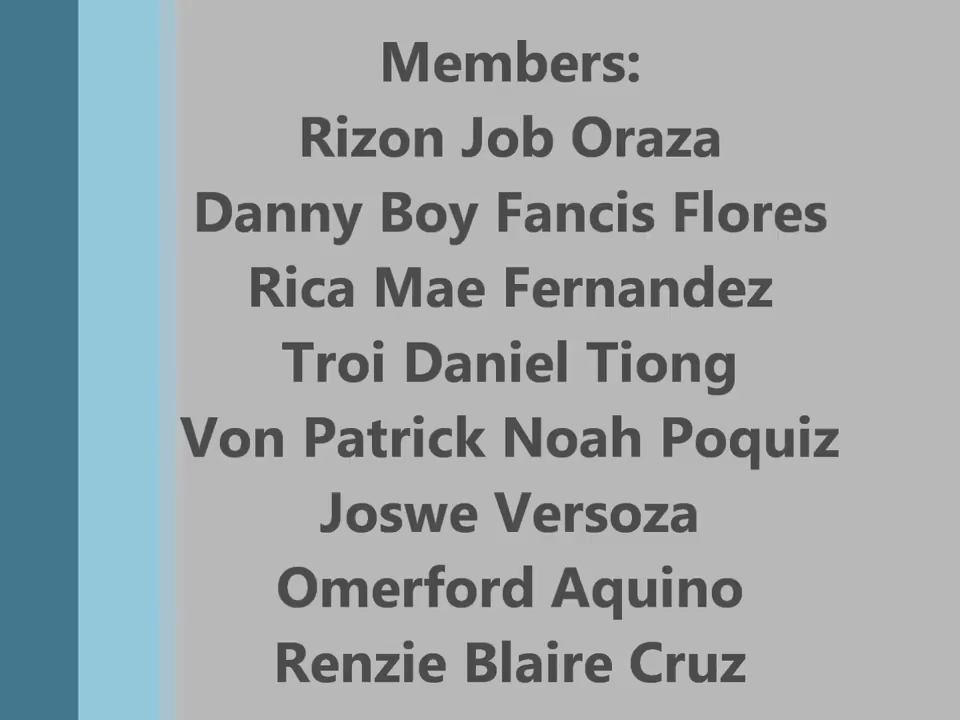 Members:
Rizon Job Oraza
Danny Boy Fancis Flores
Rica Mae Fernandez
Troi Daniel Tiong
Von Patrick Noah Poquiz
Joswe Versoza
Omerford Aquino
Renzie Blaire Cruz